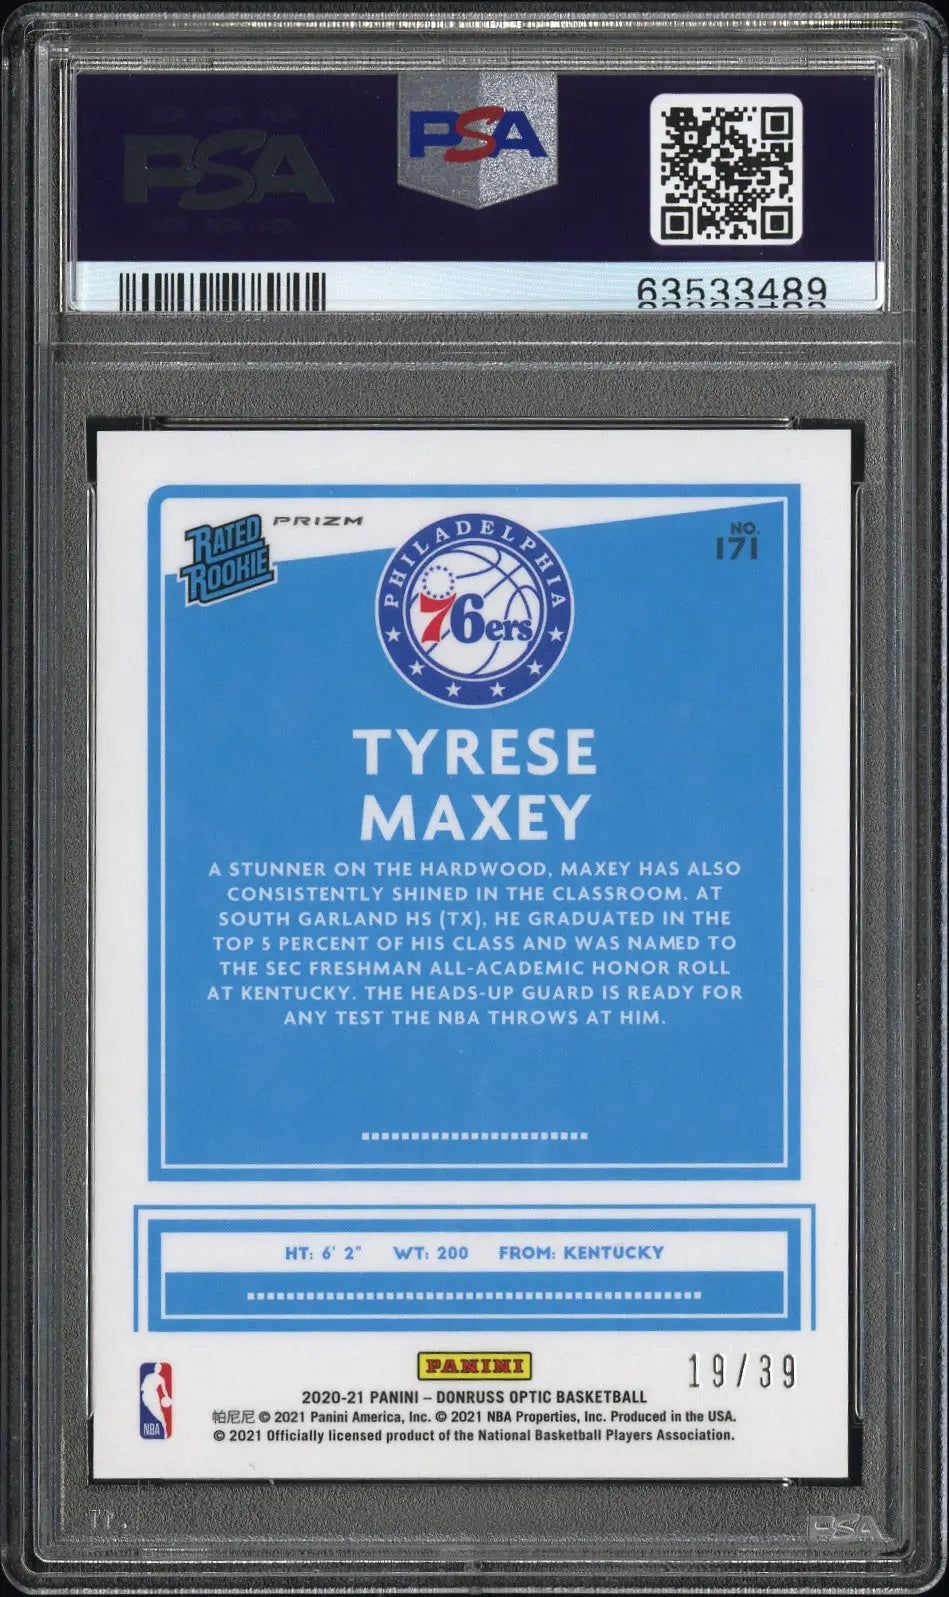 PSA
PSA
63533489
RATED
ROOKIE
PRIZM
NO.
171
PHILADELPHIA
76ers
TYRESE
MAXEY
A STUNNER ON THE HARDWOOD, MAXEY HAS ALSO
CONSISTENTLY SHINED IN THE CLASSROOM. AT
SOUTH GARLAND HS (TX), HE GRADUATED IN THE
TOP 5 PERCENT OF HIS CLASS AND WAS NAMED TO
THE SEC FRESHMAN ALL-ACADEMIC HONOR ROLL
AT KENTUCKY. THE HEADS-UP GUARD IS READY FOR
ANY TEST THE NBA THROWS AT HIM.
HT: 6' 2" WT: 200 FROM: KENTUCKY
PANINI
19/39
NBA
2020-21 PANINI – DONRUSS OPTIC BASKETBALL
帕尼尼 © 2021 Panini America, Inc. © 2021 NBA Properties, Inc. Produced in the USA.
© 2021 Officially licensed product of the National Basketball Players Association.
PSA